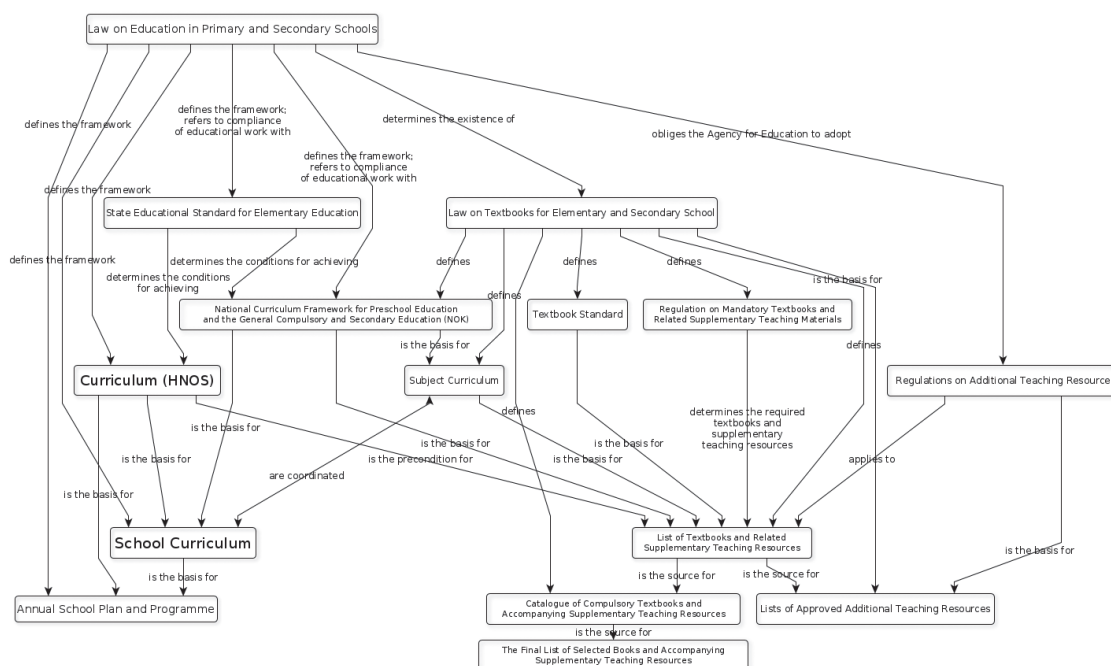 Law on Education in Primary and Secondary Schools
defines the framework;
refers to compliance
of educational work with
defines the framework
determines the existence of
obliges the Agency for Education to adopt
defines the framework;
refers to compliance
of educational work with
defines the framework
State Educational Standard for Elementary Education
Law on Textbooks for Elementary and Secondary School
defines the framework
determines the conditions for achieving
defines
defines
defines
determines the conditions
for achieving
is the basis for
defines
National Curriculum Framework for Preschool Education
and the General Compulsory and Secondary Education (NOK)
Textbook Standard
Regulation on Mandatory Textbooks and
Related Supplementary Teaching Materials
is the basis for
defines
Curriculum (HNOS)
Subject Curriculum
Regulations on Additional Teaching Resource
defines
determines the required
textbooks and
supplementary
teaching resources
is the basis for
is the basis for
is the basis for
is the basis for
is the precondition for
is the basis for
applies to
are coordinated
is the basis for
School Curriculum
List of Textbooks and Related
Supplementary Teaching Resources
is the basis for
is the basis for
is the source for
is the source for
Annual School Plan and Programme
Catalogue of Compulsory Textbooks and
Accompanying Supplementary Teaching Resources
Lists of Approved Additional Teaching Resources
is the source for
The Final List of Selected Books and Accompanying
Supplementary Teaching Resources